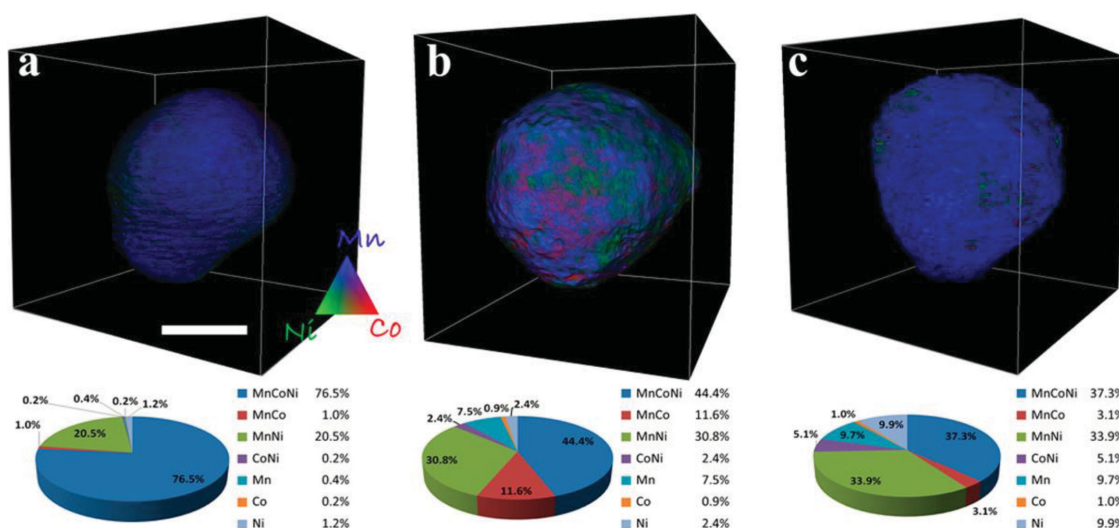 a
b
c
Mn
Ni
Co
0.2%
0.4%
0.2%
1.2%
1.0%
20.5%
76.5%
MnCoNi 76.5%
MnCo 1.0%
MnNi 20.5%
CoNi 0.2%
Mn 0.4%
Co 0.2%
Ni 1.2%
2.4%
7.5%
0.9%
2.4%
30.8%
44.4%
11.6%
MnCoNi 44.4%
MnCo 11.6%
MnNi 30.8%
CoNi 2.4%
Mn 7.5%
Co 0.9%
Ni 2.4%
1.0%
5.1%
9.7%
9.9%
37.3%
33.9%
3.1%
MnCoNi 37.3%
MnCo 3.1%
MnNi 33.9%
CoNi 5.1%
Mn 9.7%
Co 1.0%
Ni 9.9%